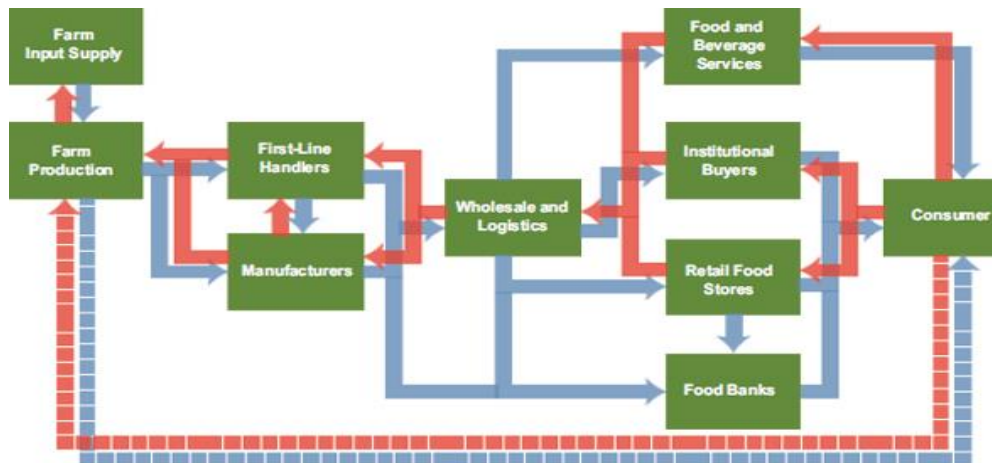 Farm
Input Supply
Food and
Beverage
Services
Farm
Production
First-Line
Handlers
Institutional
Buyers
Wholesale and
Logistics
Consumer
Manufacturers
Retail Food
Stores
Food Banks